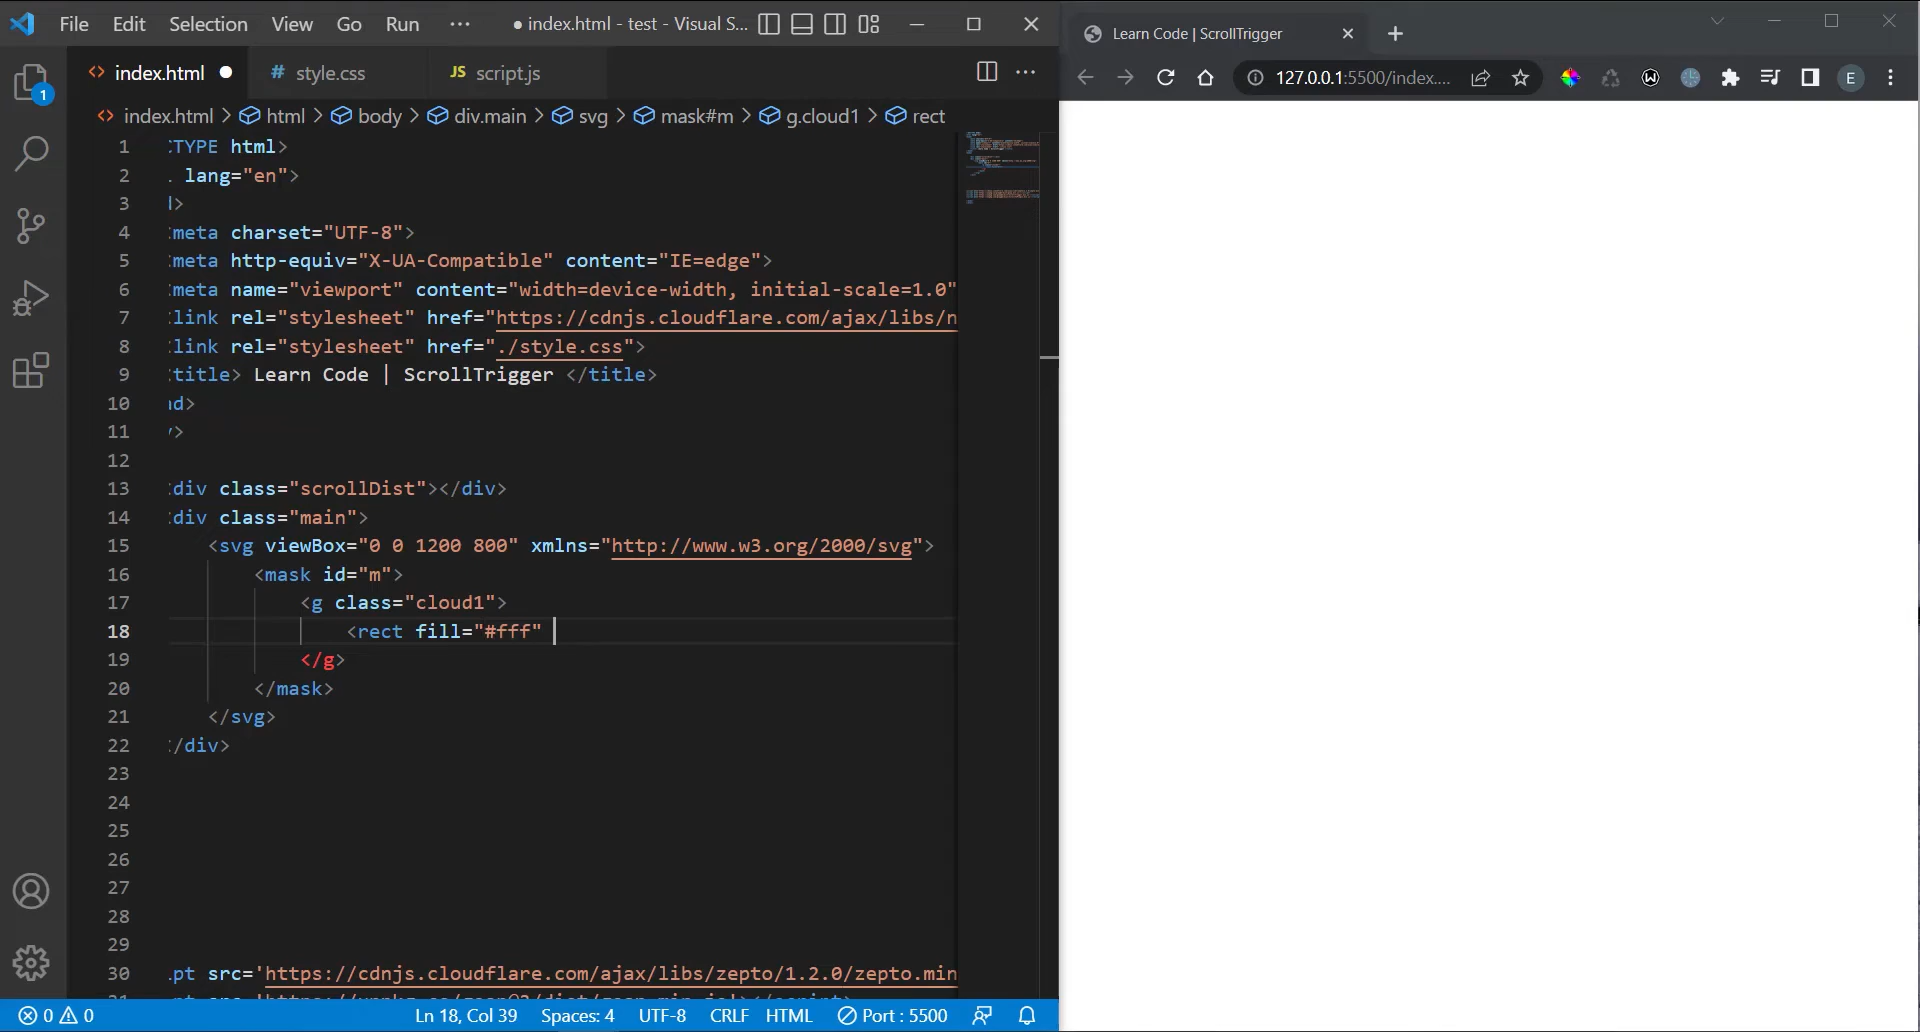 File Edit Selection View Go Run ··· ● index.html - test - Visual S...
Learn Code | ScrollTrigger
<> index.html ● # style.css JS script.js
127.0.0.1:5500/index....
E
1
<> index.html > html > body > div.main > svg > mask#m > g.cloud1 > rect
1 :TYPE html>
2 . lang="en">
3 l>
4 :meta charset="UTF-8">
5 :meta http-equiv="X-UA-Compatible" content="IE=edge">
6 :meta name="viewport" content="width=device-width, initial-scale=1.0"
7 :link rel="stylesheet" href="https://cdnjs.cloudflare.com/ajax/libs/n
8 :link rel="stylesheet" href="./style.css">
9 :title> Learn Code | ScrollTrigger </title>
10 ad>
11 />
12
13 :div class="scrollDist"></div>
14 :div class="main">
15 <svg viewBox="0 0 1200 800" xmlns="http://www.w3.org/2000/svg">
16 <mask id="m">
17 <g class="cloud1">
18 <rect fill="#fff"
19 </g>
20 </mask>
21 </svg>
22 :/div>
23
24
25
26
27
28
29
30 .pt src='https://cdnjs.cloudflare.com/ajax/libs/zepto/1.2.0/zepto.min
0 0 Ln 18, Col 39 Spaces: 4 UTF-8 CRLF HTML Port : 5500